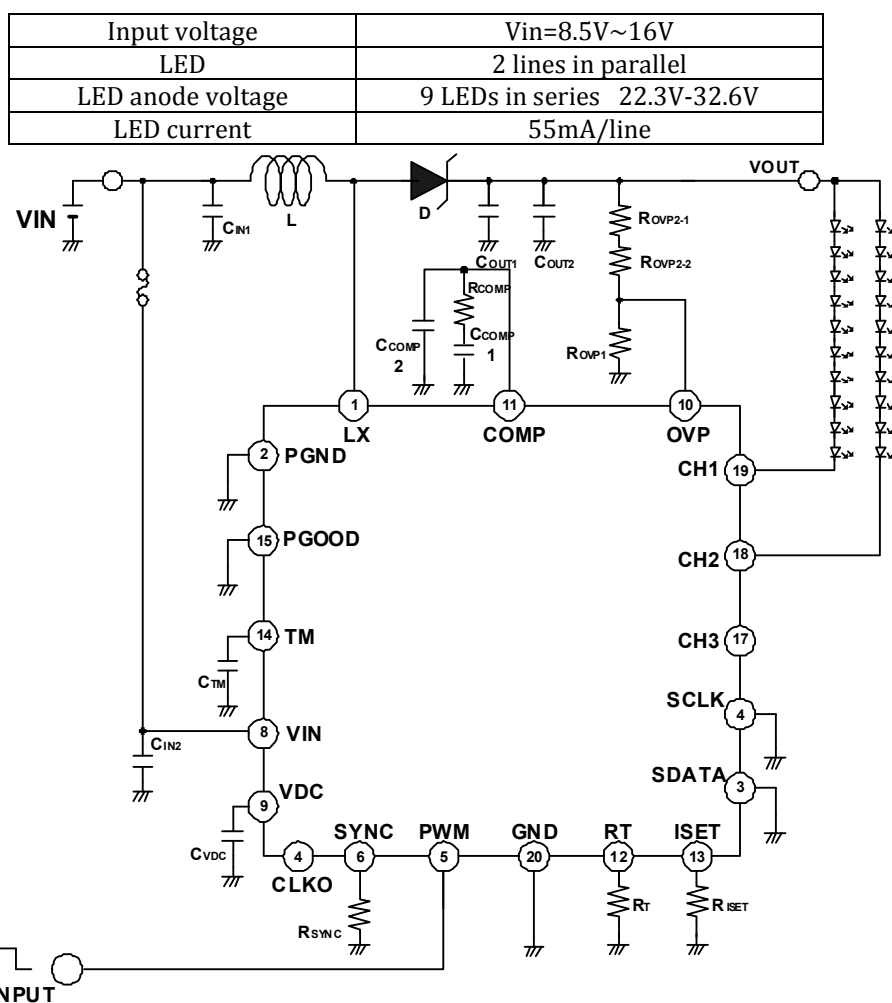 Input voltage Vin=8.5V~16V
LED 2 lines in parallel
LED anode voltage 9 LEDs in series 22.3V-32.6V
LED current 55mA/line
VOUT
VIN
CIN1
L
D
COUT1
COUT2
ROVP2-1
ROVP2-2
RCOMP
CCOMP
2
CCOMP
1
ROVP1
1
11
10
LX
COMP
OVP
2
PGND
CH1
19
15
PGOOD
CH2
18
14
TM
CH3
17
CTM
SCLK
4
8
VIN
CIN2
SDATA
3
9
VDC
CVDC
SYNC
PWM
GND
RT
ISET
4
6
5
20
12
13
CLKO
RSYNC
RT
RISET
NPUT